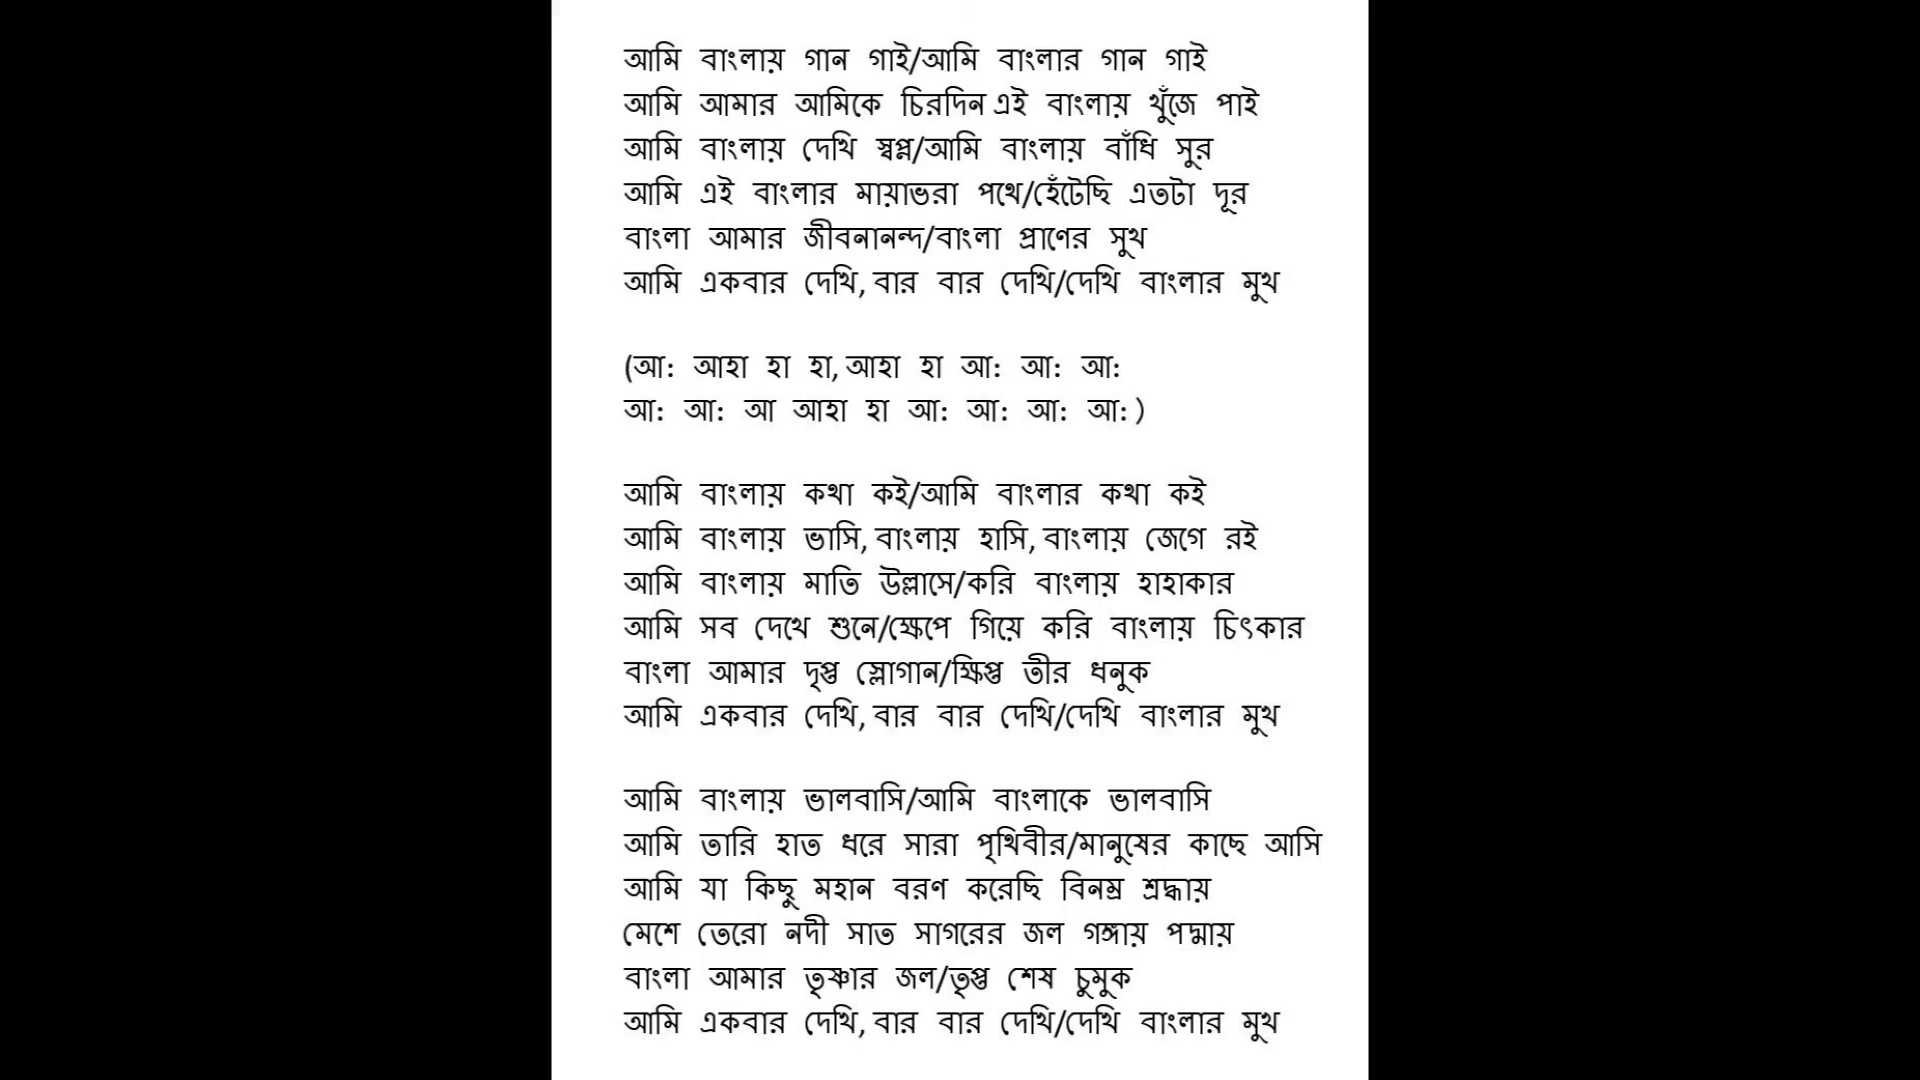 আমি বাংলায় গান গাই/আমি বাংলার গান গাই
আমি আমার আমিকে চিরদিন এই বাংলায় খুঁজে পাই
আমি বাংলায় দেখি স্বপ্ন/আমি বাংলায় বাঁধি সুর
আমি এই বাংলার মায়াভরা পথে/হেঁটেছি এতটা দূর
বাংলা আমার জীবনানন্দ/বাংলা প্রাণের সুখ
আমি একবার দেখি, বার বার দেখি/দেখি বাংলার মুখ
(আ: আহা হা হা, আহা হা আ: আ: আ:
আ: আ: আ আহা হা আ: আ: আ: আ: )
আমি বাংলায় কথা কই/আমি বাংলার কথা কই
আমি বাংলায় ভাসি, বাংলায় হাসি, বাংলায় জেগে রই
আমি বাংলায় মাতি উল্লাসে/করি বাংলায় হাহাকার
আমি সব দেখে শুনে/ক্ষেপে গিয়ে করি বাংলায় চিৎকার
বাংলা আমার দৃপ্ত স্লোগান/ক্ষিপ্ত তীর ধনুক
আমি একবার দেখি, বার বার দেখি/দেখি বাংলার মুখ
আমি বাংলায় ভালবাসি/আমি বাংলাকে ভালবাসি
আমি তারি হাত ধরে সারা পৃথিবীর/মানুষের কাছে আসি
আমি যা কিছু মহান বরণ করেছি বিনম্র শ্রদ্ধায়
মেশে তেরো নদী সাত সাগরের জল গঙ্গায় পদ্মায়
বাংলা আমার তৃষ্ণার জল/তৃপ্ত শেষ চুমুক
আমি একবার দেখি, বার বার দেখি/দেখি বাংলার মুখ